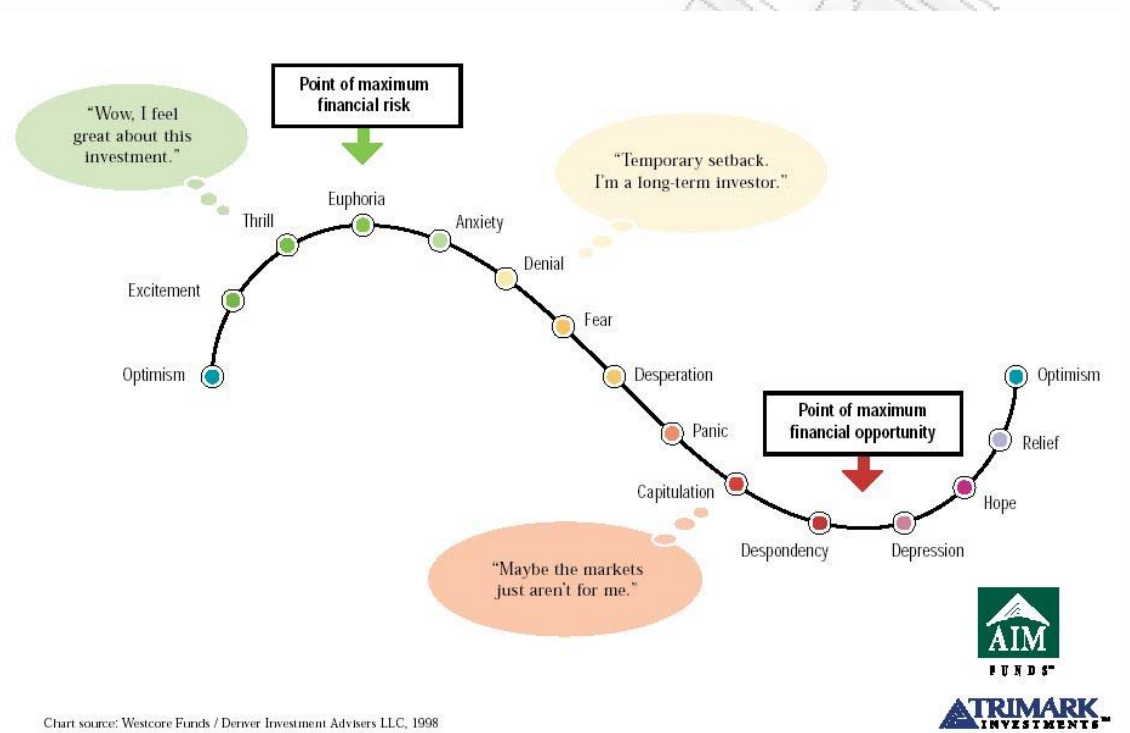 Point of maximum
financial risk
“Wow, I feel
great about this
investment.”
“Temporary setback.
I'm a long-term investor.”
Euphoria
Thrill
Anxiety
Denial
Excitement
Fear
Optimism
Desperation
Optimism
Point of maximum
financial opportunity
Panic
Relief
Capitulation
Hope
Despondency
Depression
“Maybe the markets
just aren't for me.”
AIM
FUNDS℠
TRIMARK™
INVESTMENTS
Chart source: Westcore Funds / Denver Investment Advisers LLC, 1998